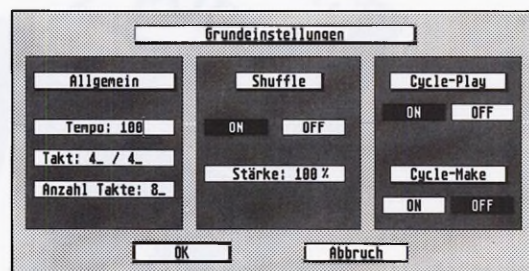 Grundeinstellungen
Allgemein
Tempo: 100
Takt: 4_ / 4_
Anzahl Takte: 8_
Shuffle
ON OFF
Stärke: 100 %
Cycle-Play
ON OFF
Cycle-Make
ON OFF
OK Abbruch